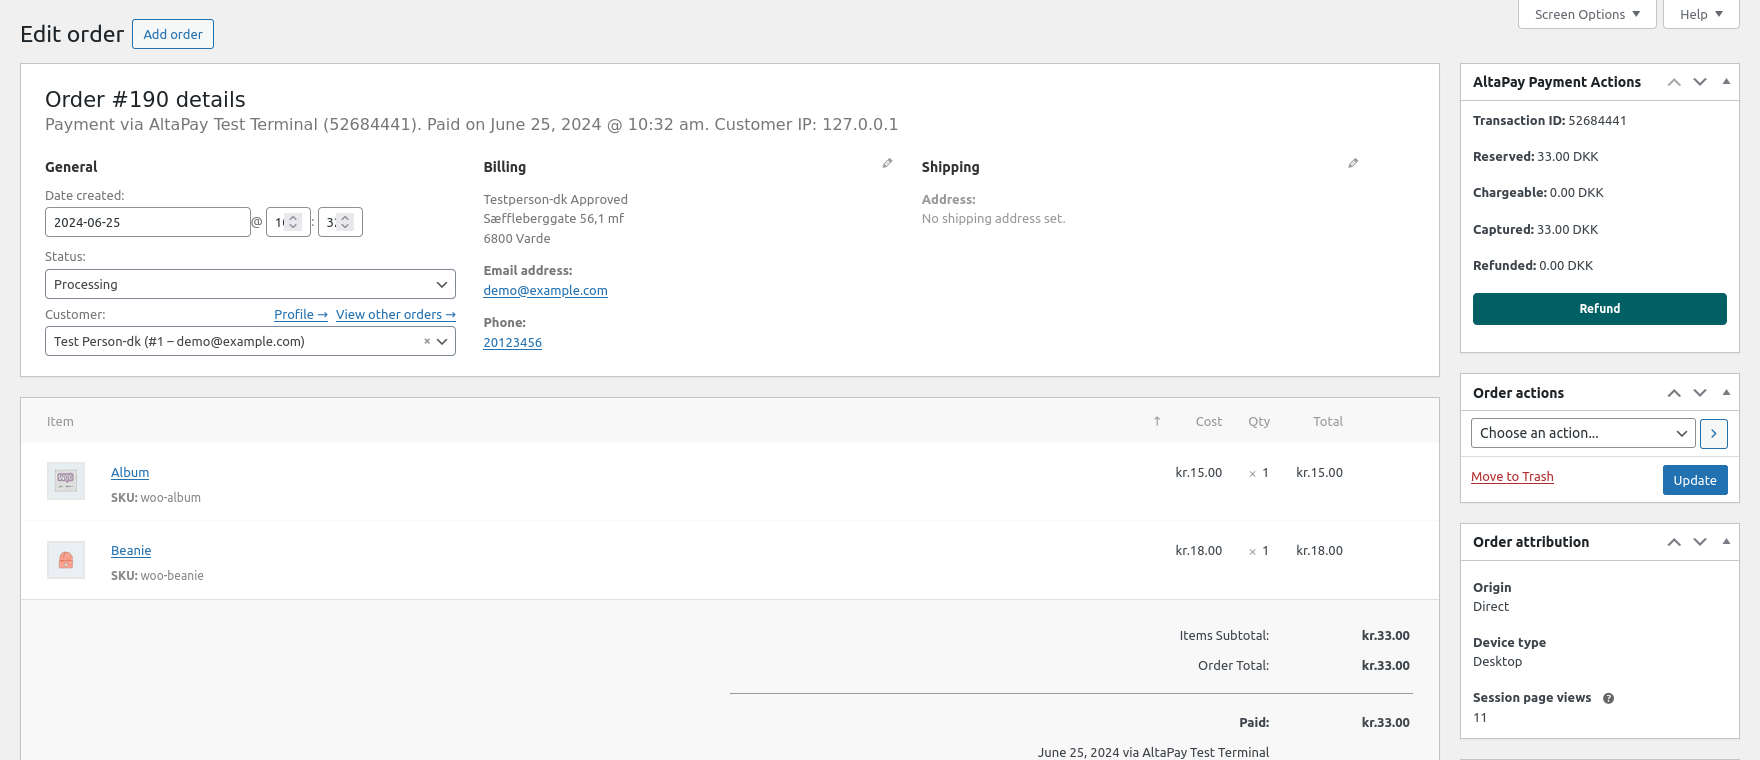 Screen Options
Help
Edit order
Add order
Order #190 details
Payment via AltaPay Test Terminal (52684441). Paid on June 25, 2024 @ 10:32 am. Customer IP: 127.0.0.1
General
Date created:
2024-06-25 @ :
Status:
Processing
Customer: Profile → View other orders →
Test Person-dk (#1 – demo@example.com) ×
Billing
Testperson-dk Approved
Sæffleberggate 56,1 mf
6800 Varde
Email address:
demo@example.com
Phone:
20123456
Shipping
Address:
No shipping address set.
Item ↑ Cost Qty Total
Album kr.15.00 × 1 kr.15.00
SKU: woo-album
Beanie kr.18.00 × 1 kr.18.00
SKU: woo-beanie
Items Subtotal: kr.33.00
Order Total: kr.33.00
Paid: kr.33.00
June 25, 2024 via AltaPay Test Terminal
AltaPay Payment Actions
Transaction ID: 52684441
Reserved: 33.00 DKK
Chargeable: 0.00 DKK
Captured: 33.00 DKK
Refunded: 0.00 DKK
Refund
Order actions
Choose an action...
Move to Trash
Update
Order attribution
Origin
Direct
Device type
Desktop
Session page views ?
11